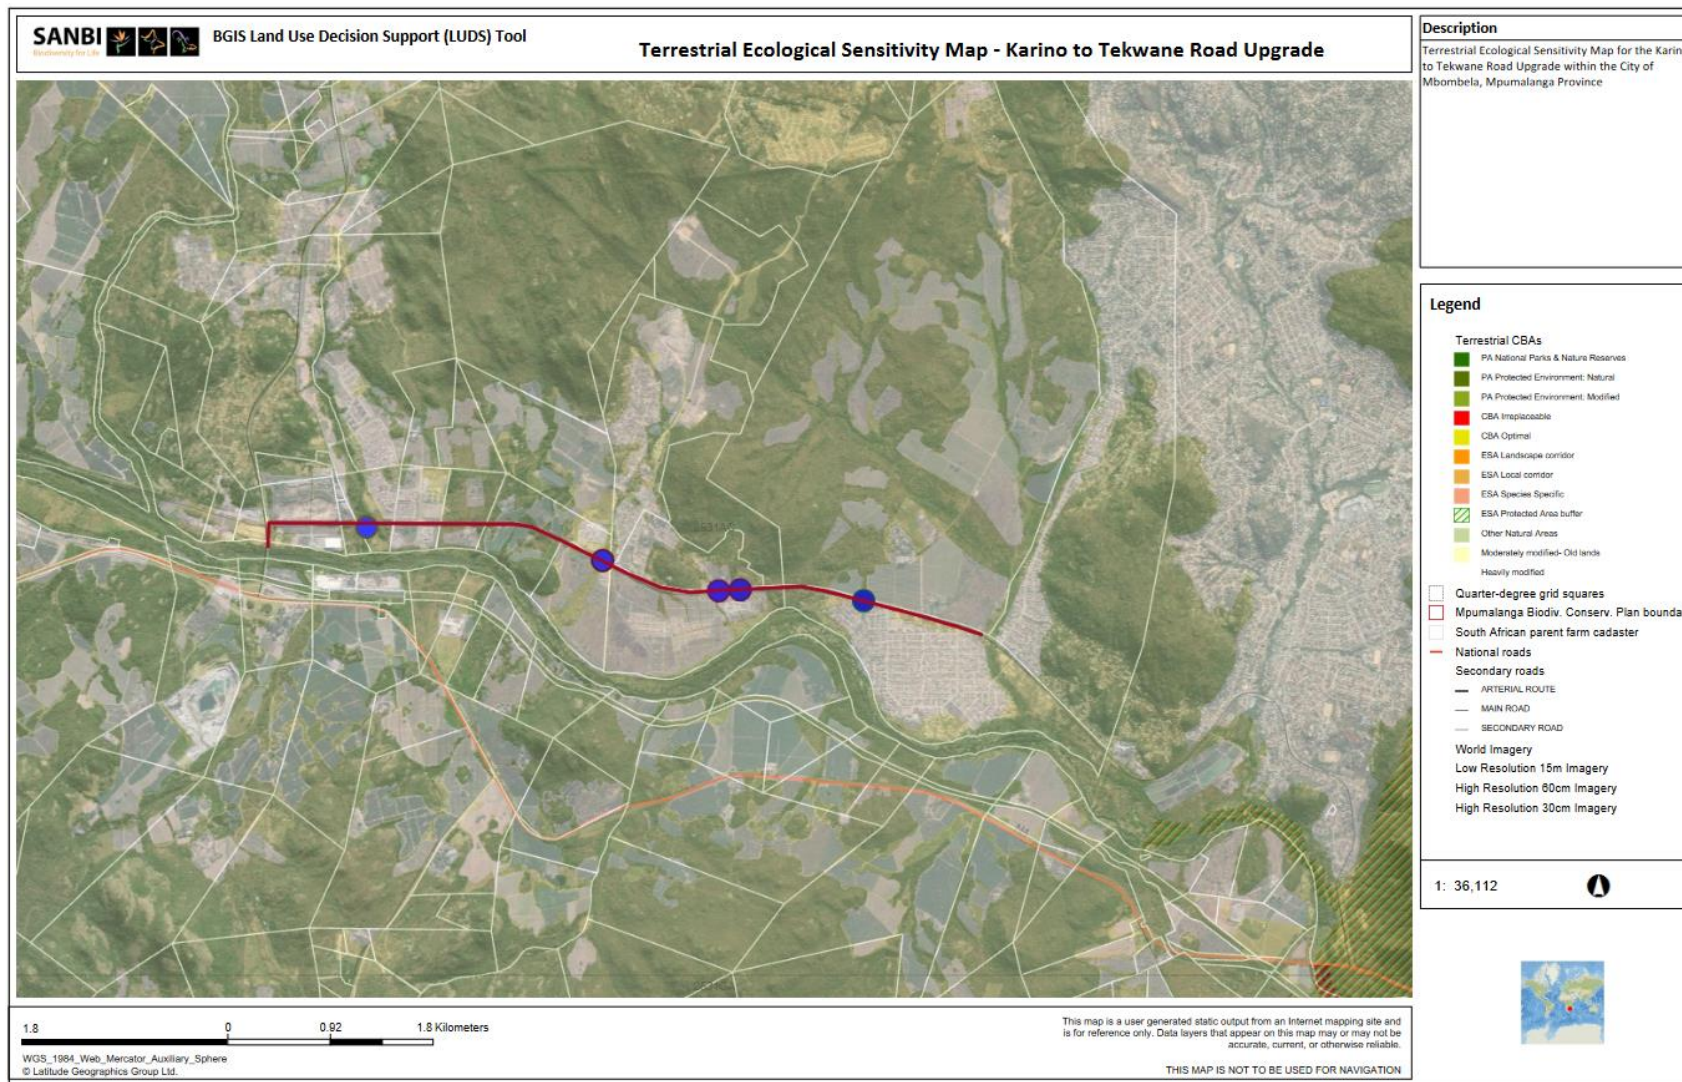 SANBI
Biodiversity for Life
BGIS Land Use Decision Support (LUDS) Tool
Terrestrial Ecological Sensitivity Map - Karino to Tekwane Road Upgrade
Description
Terrestrial Ecological Sensitivity Map for the Karin
to Tekwane Road Upgrade within the City of
Mbombela, Mpumalanga Province
Legend
Terrestrial CBAs
PA National Parks & Nature Reserves
PA Protected Environment: Natural
PA Protected Environment: Modified
CBA Irreplaceable
CBA Optimal
ESA Landscape corridor
ESA Local corridor
ESA Species Specific
ESA Protected Area buffer
Other Natural Areas
Moderately modified- Old lands
Heavily modified
Quarter-degree grid squares
Mpumalanga Biodiv. Conserv. Plan bounda
South African parent farm cadaster
National roads
Secondary roads
ARTERIAL ROUTE
MAIN ROAD
SECONDARY ROAD
World Imagery
Low Resolution 15m Imagery
High Resolution 60cm Imagery
High Resolution 30cm Imagery
1: 36,112
1.8 0 0.92 1.8 Kilometers
WGS_1984_Web_Mercator_Auxiliary_Sphere
© Latitude Geographics Group Ltd.
This map is a user generated static output from an Internet mapping site and
is for reference only. Data layers that appear on this map may or may not be
accurate, current, or otherwise reliable.
THIS MAP IS NOT TO BE USED FOR NAVIGATION